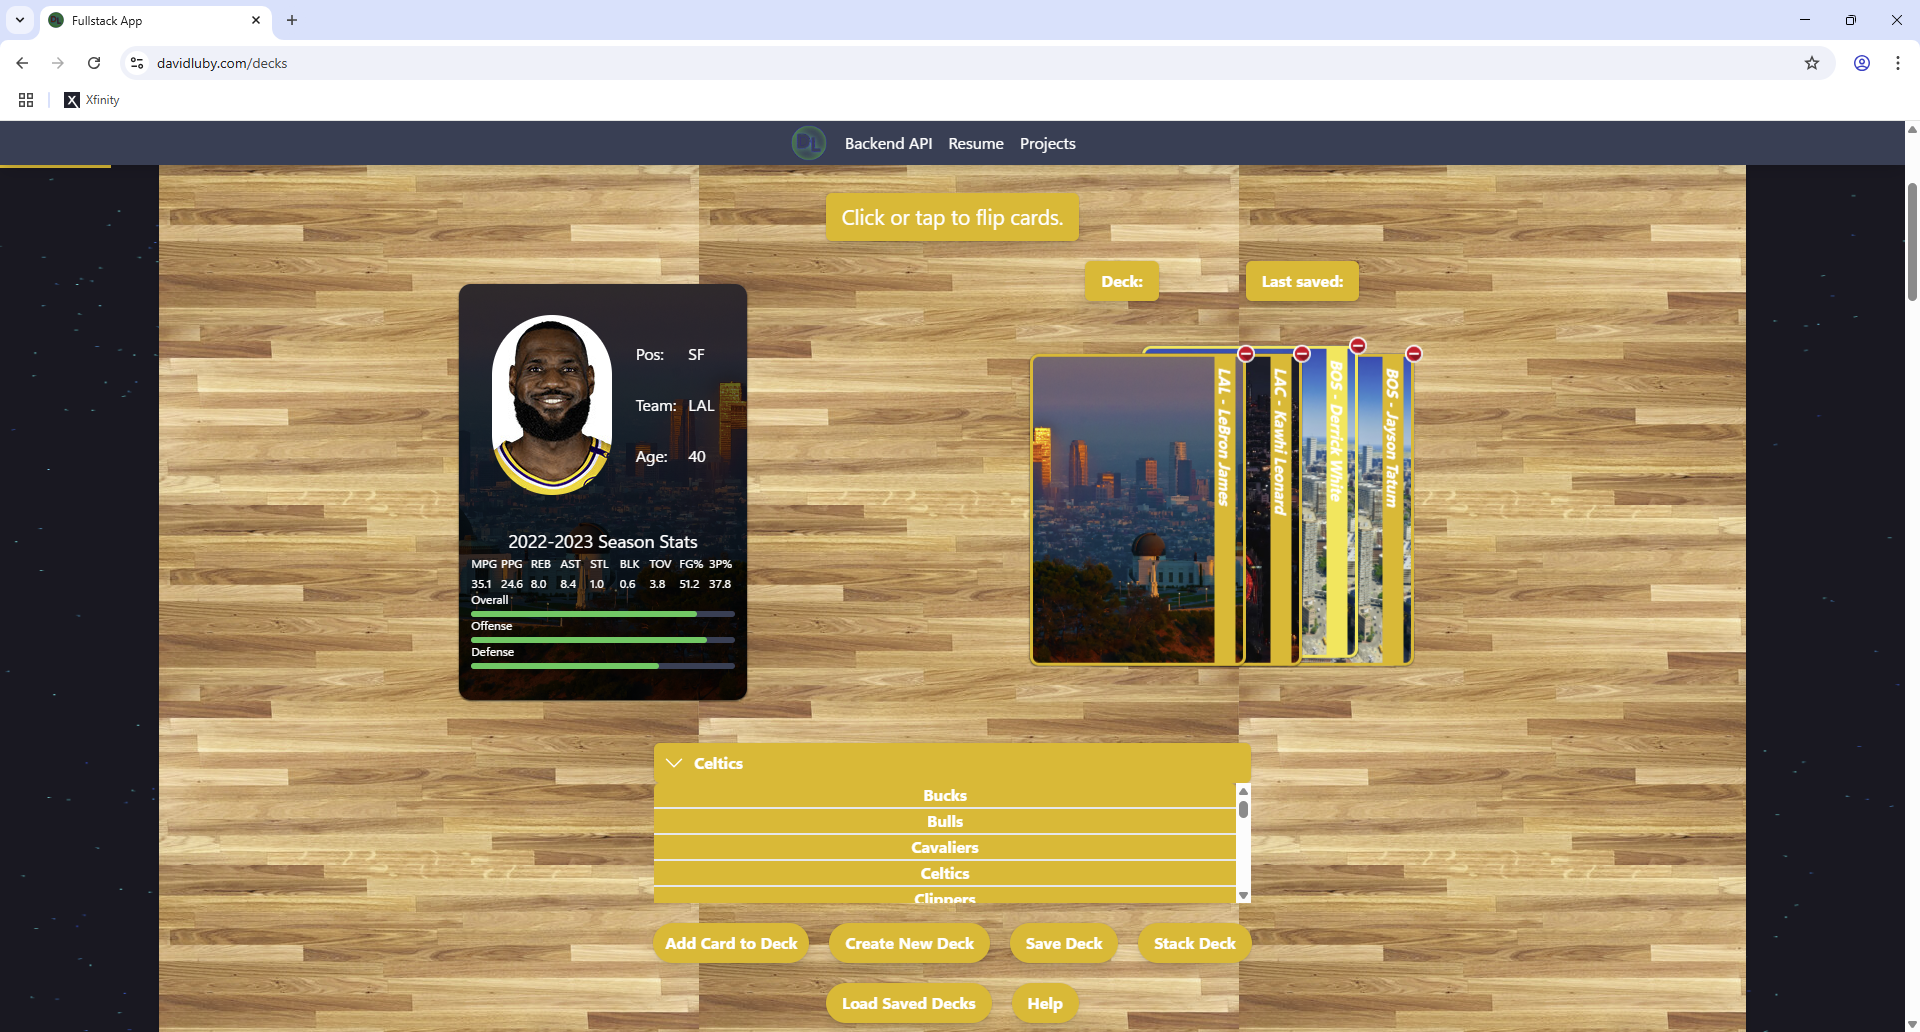 Fullstack App
davidluby.com/decks
Xfinity
DL
Backend API Resume Projects
Click or tap to flip cards.
Deck: Last saved:
Pos: SF
Team: LAL
Age: 40
2022-2023 Season Stats
MPG PPG REB AST STL BLK TOV FG% 3P%
35.1 24.6 8.0 8.4 1.0 0.6 3.8 51.2 37.8
Overall
Offense
Defense
LAL - LeBron James
LAC - Kawhi Leonard
BOS - Derrick White
BOS - Jayson Tatum
Celtics
Bucks
Bulls
Cavaliers
Celtics
Clippers
Add Card to Deck Create New Deck Save Deck Stack Deck
Load Saved Decks Help